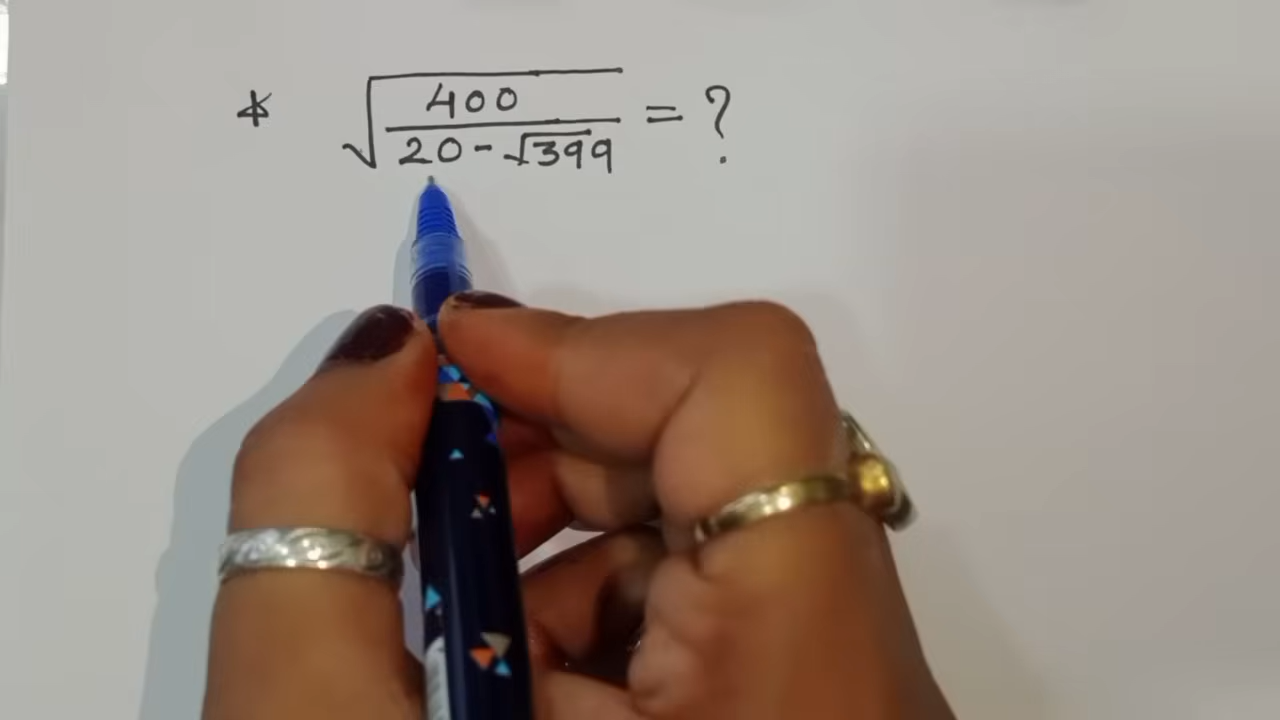 * √(400 / (20 - √399)) = ?